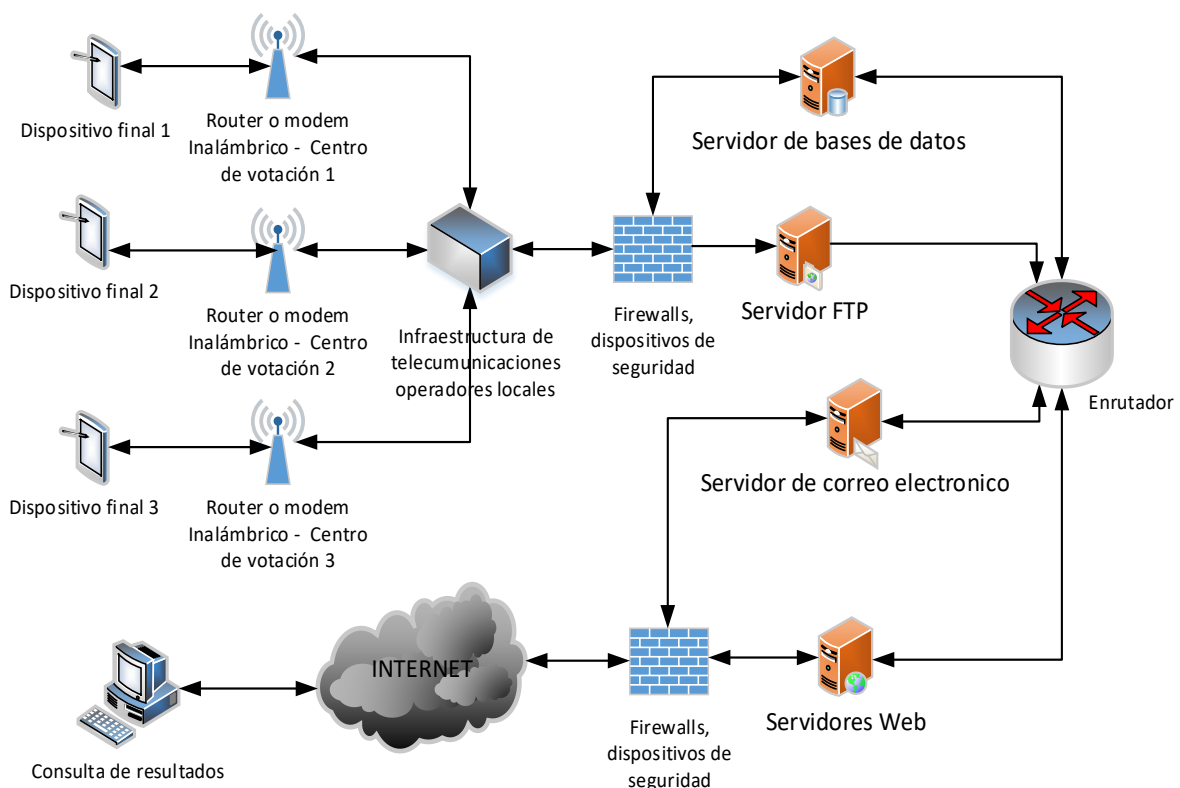 Dispositivo final 1
Router o modem
Inalámbrico - Centro
de votación 1
Servidor de bases de datos
Dispositivo final 2
Router o modem
Inalámbrico - Centro
de votación 2
Infraestructura de
telecumunicaciones
operadores locales
Firewalls,
dispositivos de
seguridad
Servidor FTP
Enrutador
Dispositivo final 3
Router o modem
Inalámbrico - Centro
de votación 3
Servidor de correo electronico
INTERNET
Consulta de resultados
Firewalls,
dispositivos de
seguridad
Servidores Web